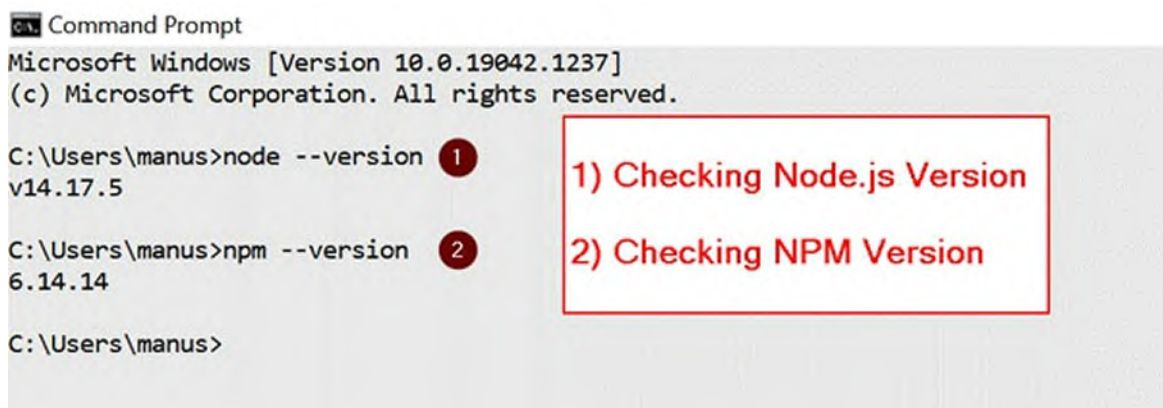 Command Prompt
Microsoft Windows [Version 10.0.19042.1237]
(c) Microsoft Corporation. All rights reserved.
C:\Users\manus>node --version 1
v14.17.5
C:\Users\manus>npm --version 2
6.14.14
C:\Users\manus>
1) Checking Node.js Version
2) Checking NPM Version